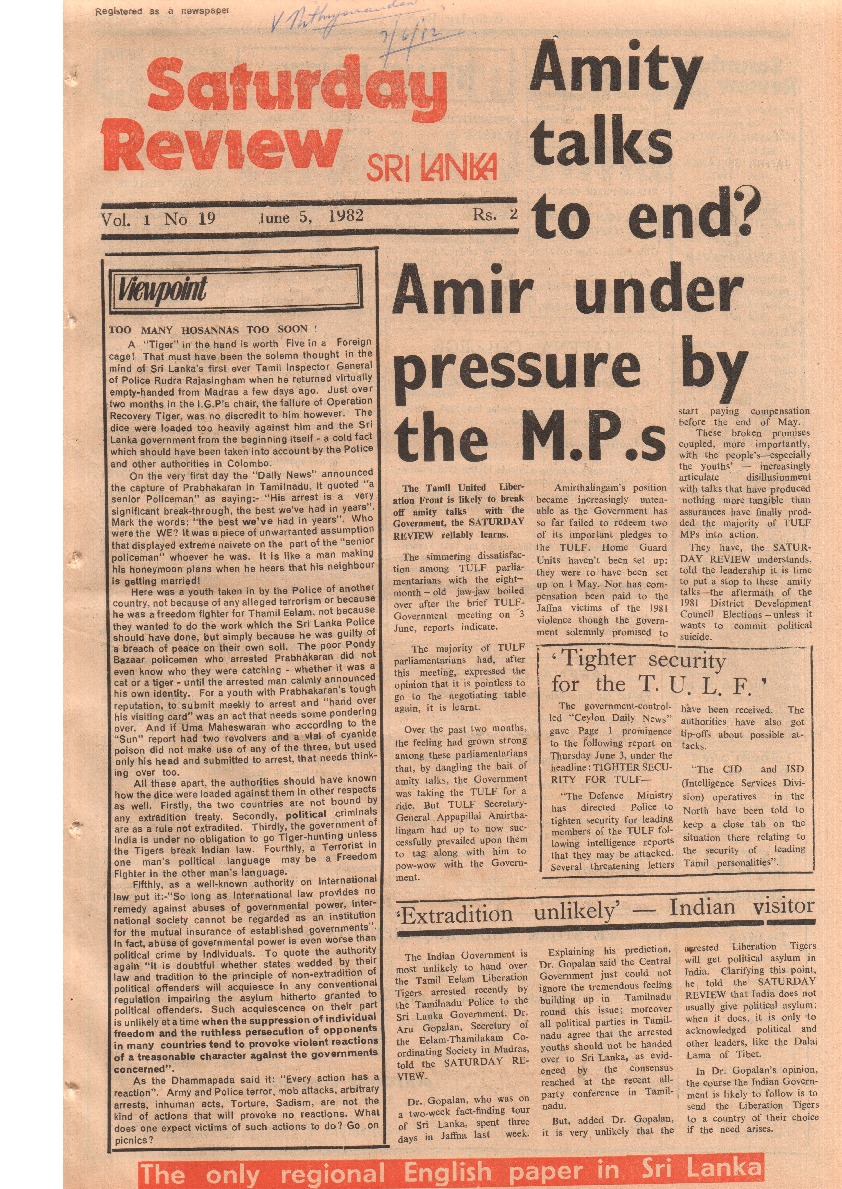 Registered as a newspaper
7/6/82
Saturday
Review
SRI LANKA
Vol. 1 No 19 June 5, 1982 Rs. 2
Amity
talks
to end?
Amir under
pressure by
the M.P.s
Viewpoint
TOO MANY HOSANNAS TOO SOON !
A "Tiger" in the hand is worth Five in a Foreign
cage! That must have been the solemn thought in the
mind of Sri Lanka's first ever Tamil Inspector General
of Police Rudra Rajasingham when he returned virtually
empty-handed from Madras a few days ago. Just over
two months in the I.G.P's chair, the failure of Operation
Recovery Tiger, was no discredit to him however. The
dice were loaded too heavily against him and the Sri
Lanka government from the beginning itself - a cold fact
which should have been taken into account by the Police
and other authorities in Colombo.
On the very first day the "Daily News" announced
the capture of Prabhakaran in Tamilnadu, it quoted "a
senior Policeman" as saying:- "His arrest is a very
significant break-through, the best we've had in years".
Mark the words: "the best we've had in years". Who
were the WE? It was a piece of unwarranted assumption
that displayed extreme naivete on the part of the "senior
policeman" whoever he was. It is like a man making
his honeymoon plans when he hears that his neighbour
is getting married!
Here was a youth taken in by the Police of another
country, not because of any alleged terrorism or because
he was a freedom fighter for Thamil Eelam, not because
they wanted to do the work which the Sri Lanka Police
should have done, but simply because he was guilty of
a breach of peace on their own soil. The poor Pondy
Bazaar policemen who arrested Prabhakaran did not
even know who they were catching - whether it was a
cat or a tiger - until the arrested man calmly announced
his own identity. For a youth with Prabhakaran's tough
reputation, to submit meekly to arrest and "hand over
his visiting card" was an act that needs some pondering
over. And if Uma Maheswaran who according to the
"Sun" report had two revolvers and a vial of cyanide
poison did not make use of any of the three, but used
only his head and submitted to arrest, that needs think-
ing over too.
All these apart, the authorities should have known
how the dice were loaded against them in other respects
as well. Firstly, the two countries are not bound by
any extradition treaty. Secondly, political criminals
are as a rule not extradited. Thirdly, the government of
India is under no obligation to go Tiger-hunting unless
the Tigers break Indian law. Fourthly, a Terrorist in
one man's political language may be a Freedom
Fighter in the other man's language.
Fifthly, as a well-known authority on International
law put it:-"So long as International law provides no
remedy against abuses of governmental power, inter-
national society cannot be regarded as an institution
for the mutual insurance of established governments".
In fact, abuse of governmental power is even worse than
political crime by individuals. To quote the authority
again "It is doubtful whether states wedded by their
law and tradition to the principle of non-extradition of
political offenders will acquiesce in any conventional
regulation impairing the asylum hitherto granted to
political offenders. Such acquiescence on their part
is unlikely at a time when the suppression of individual
freedom and the ruthless persecution of opponents
in many countries tend to provoke violent reactions
of a treasonable character against the governments
concerned".
As the Dhammapada said it: "Every action has a
reaction". Army and Police terror, mob attacks, arbitrary
arrests, inhuman acts, Torture, Sadism, are not the
kind of actions that will provoke no reactions. What
does one expect victims of such actions to do? Go on
picnics?
The Tamil United Liber-
ation Front is likely to break
off amity talks with the
Government, the SATURDAY
REVIEW reliably learns.
The simmering dissatisfac-
tion among TULF parlia-
mentarians with the eight-
month-old jaw-jaw boiled
over after the brief TULF-
Government meeting on 3
June, reports indicate.
The majority of TULF
parliamentarians had, after
this meeting, expressed the
opinion that it is pointless to
go to the negotiating table
again, it is learnt.
Over the past two months,
the feeling had grown strong
among these parliamentarians
that, by dangling the bait of
amity talks, the Government
was taking the TULF for a
ride. But TULF Secretary-
General Appapillai Amirtha-
lingam had up to now suc-
cessfully prevailed upon them
to tag along with him to
pow-wow with the Govern-
ment.
Amirthalingam's position
became increasingly unten-
able as the Government has
so far failed to redeem two
of its important pledges to
the TULF. Home Guard
Units haven't been set up;
they were to have been set
up on 1 May. Nor has com-
pensation been paid to the
Jaffna victims of the 1981
violence though the govern-
ment solemnly promised to
start paying compensation
before the end of May.
These broken promises
coupled, more importantly,
with the people's—especially
the youths' — increasingly
articulate disillusionment
with talks that have produced
nothing more tangible than
assurances have finally prod-
ded the majority of TULF
MPs into action.
They have, the SATUR-
DAY REVIEW understands,
told the leadership it is time
to put a stop to these amity
talks—the aftermath of the
1981 District Development
Council Elections—unless it
wants to commit political
suicide.
'Tighter security
for the T. U. L. F. '
The government-control-
led "Ceylon Daily News"
gave Page 1 prominence
to the following report on
Thursday June 3, under the
headline: TIGHTER SECU-
RITY FOR TULF—
"The Defence Ministry
has directed Police to
tighten security for leading
members of the TULF fol-
lowing intelligence reports
that they may be attacked.
Several threatening letters
have been received. The
authorities have also got
tip-offs about possible at-
tacks.
"The CID and ISD
(Intelligence Services Divi-
sion) operatives in the
North have been told to
keep a close tab on the
situation there relating to
the security of leading
Tamil personalities".
'Extradition unlikely' — Indian visitor
The Indian Government is
most unlikely to hand over
the Tamil Eelam Liberation
Tigers arrested recently by
the Tamilnadu Police to the
Sri Lanka Government. Dr.
Aru Gopalan, Secretary of
the Eelam-Thamilakam Co-
ordinating Society in Madras,
told the SATURDAY RE-
VIEW.
Dr. Gopalan, who was on
a two-week fact-finding tour
of Sri Lanka, spent three
days in Jaffna last week.
Explaining his prediction,
Dr. Gopalan said the Central
Government just could not
ignore the tremendous feeling
building up in Tamilnadu
round this issue; moreover
all political parties in Tamil-
nadu agree that the arrested
youths should not be handed
over to Sri Lanka, as evid-
enced by the consensus
reached at the recent all-
party conference in Tamil-
nadu.
But, added Dr. Gopalan,
it is very unlikely that the
arrested Liberation Tigers
will get political asylum in
India. Clarifying this point,
he told the SATURDAY
REVIEW that India does not
usually give political asylum;
when it does, it is only to
acknowledged political and
other leaders, like the Dalai
Lama of Tibet.
In Dr. Gopalan's opinion,
the course the Indian Govern-
ment is likely to follow is to
send the Liberation Tigers
to a country of their choice
if the need arises.
The only regional English paper in Sri Lanka